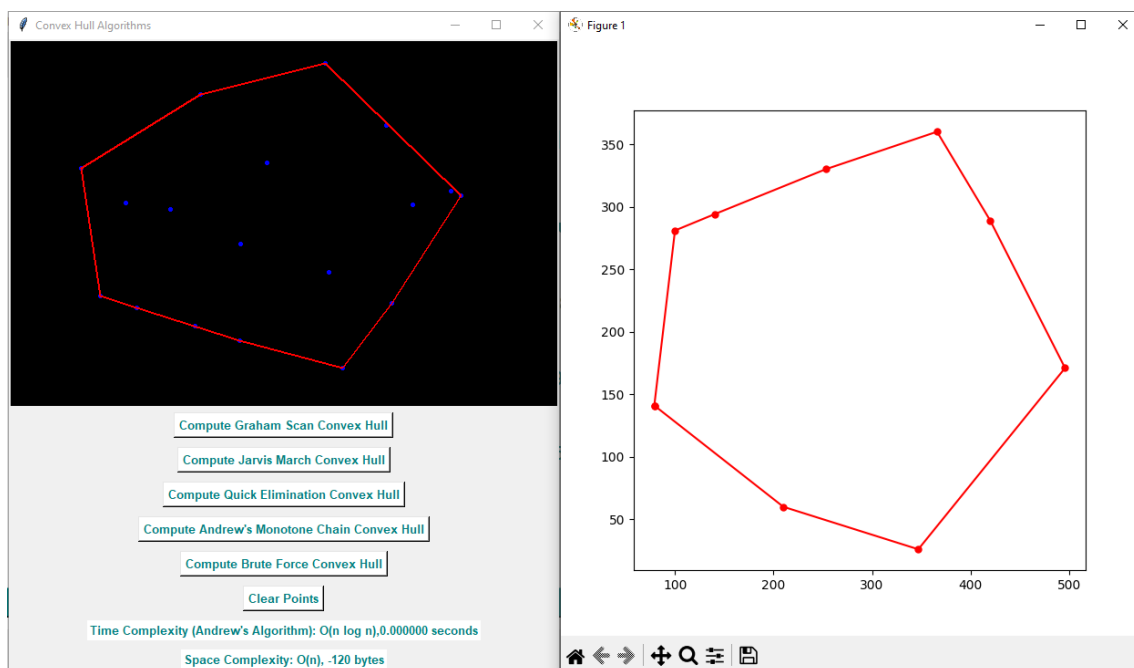 Convex Hull Algorithms
Compute Graham Scan Convex Hull
Compute Jarvis March Convex Hull
Compute Quick Elimination Convex Hull
Compute Andrew's Monotone Chain Convex Hull
Compute Brute Force Convex Hull
Clear Points
Time Complexity (Andrew's Algorithm): O(n log n),0.000000 seconds
Space Complexity: O(n), -120 bytes
Figure 1
350
300
250
200
150
100
50
100 200 300 400 500